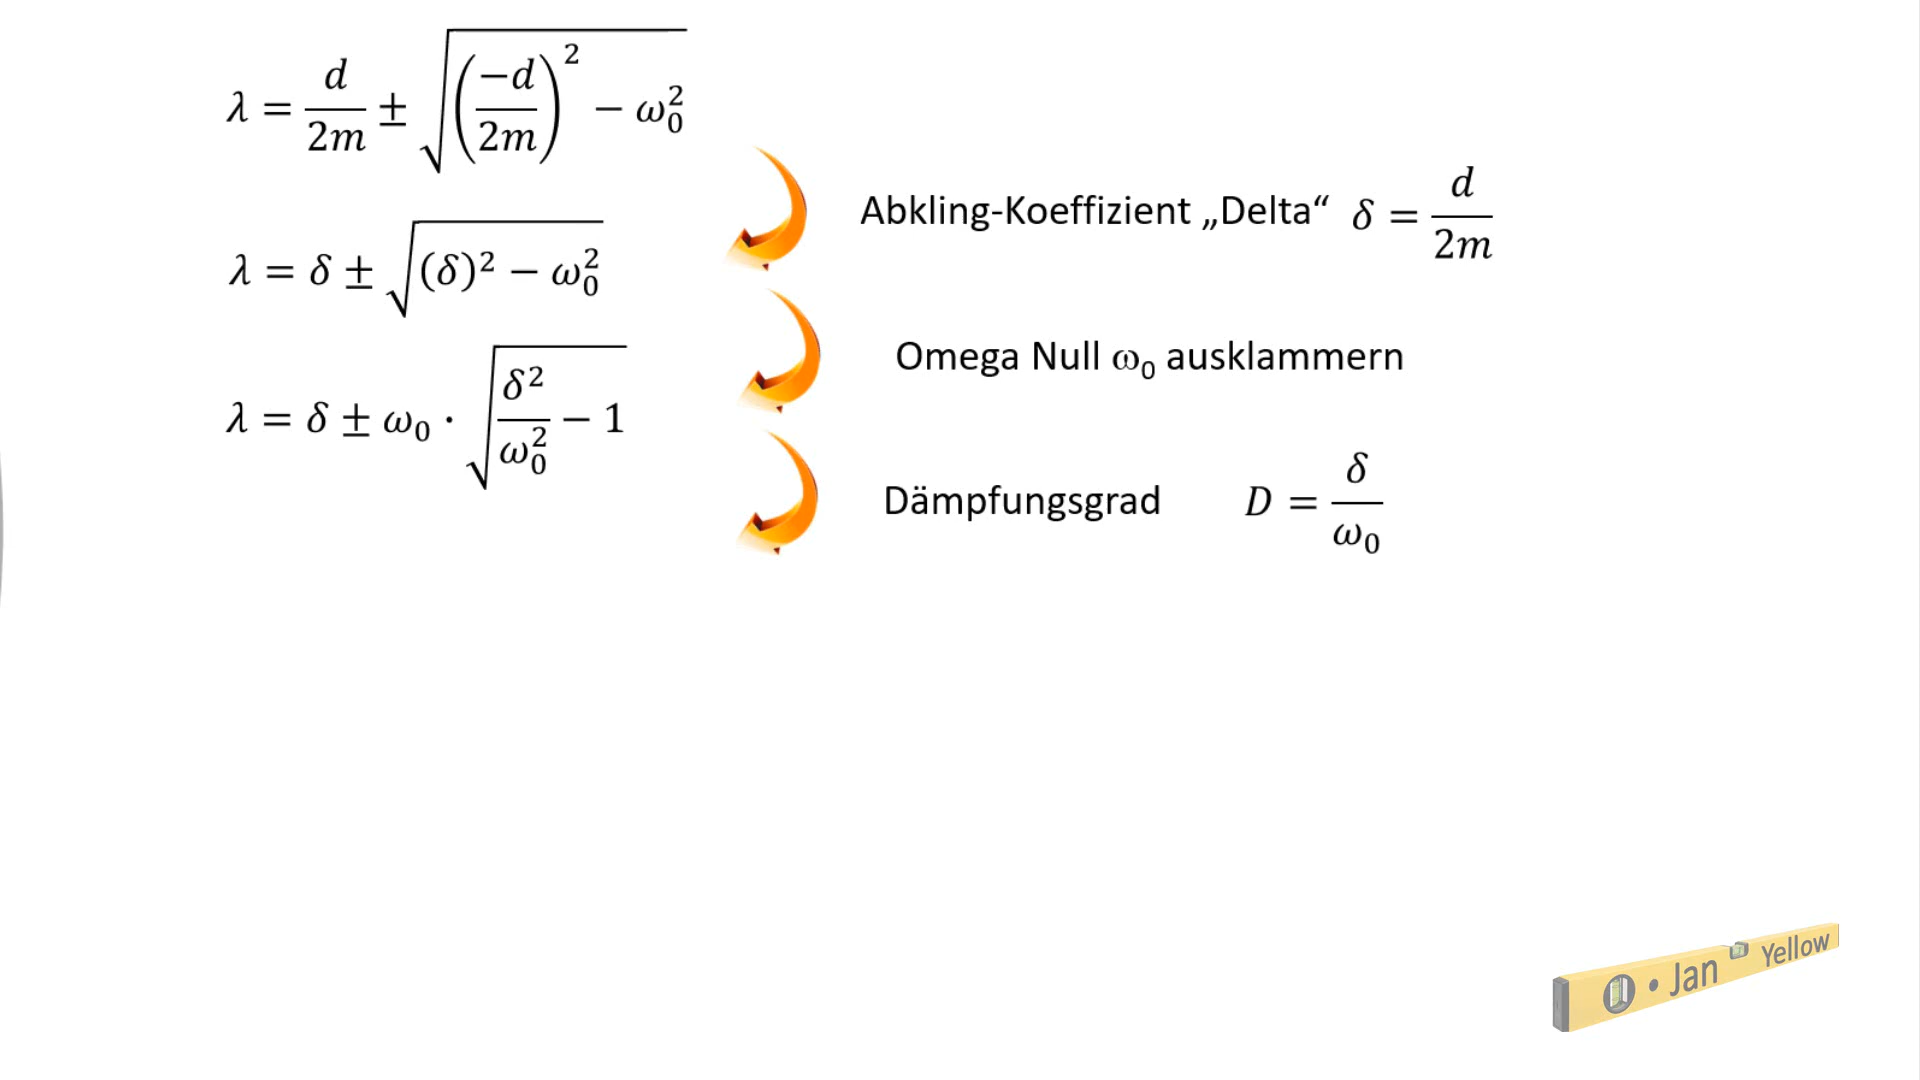 λ = d/2m ± √((−d/2m)² − ω₀²)
Abkling-Koeffizient „Delta“ δ = d/2m
λ = δ ± √((δ)² − ω₀²)
Omega Null ω₀ ausklammern
λ = δ ± ω₀ · √(δ²/ω₀² − 1)
Dämpfungsgrad D = δ/ω₀
• Jan Yellow